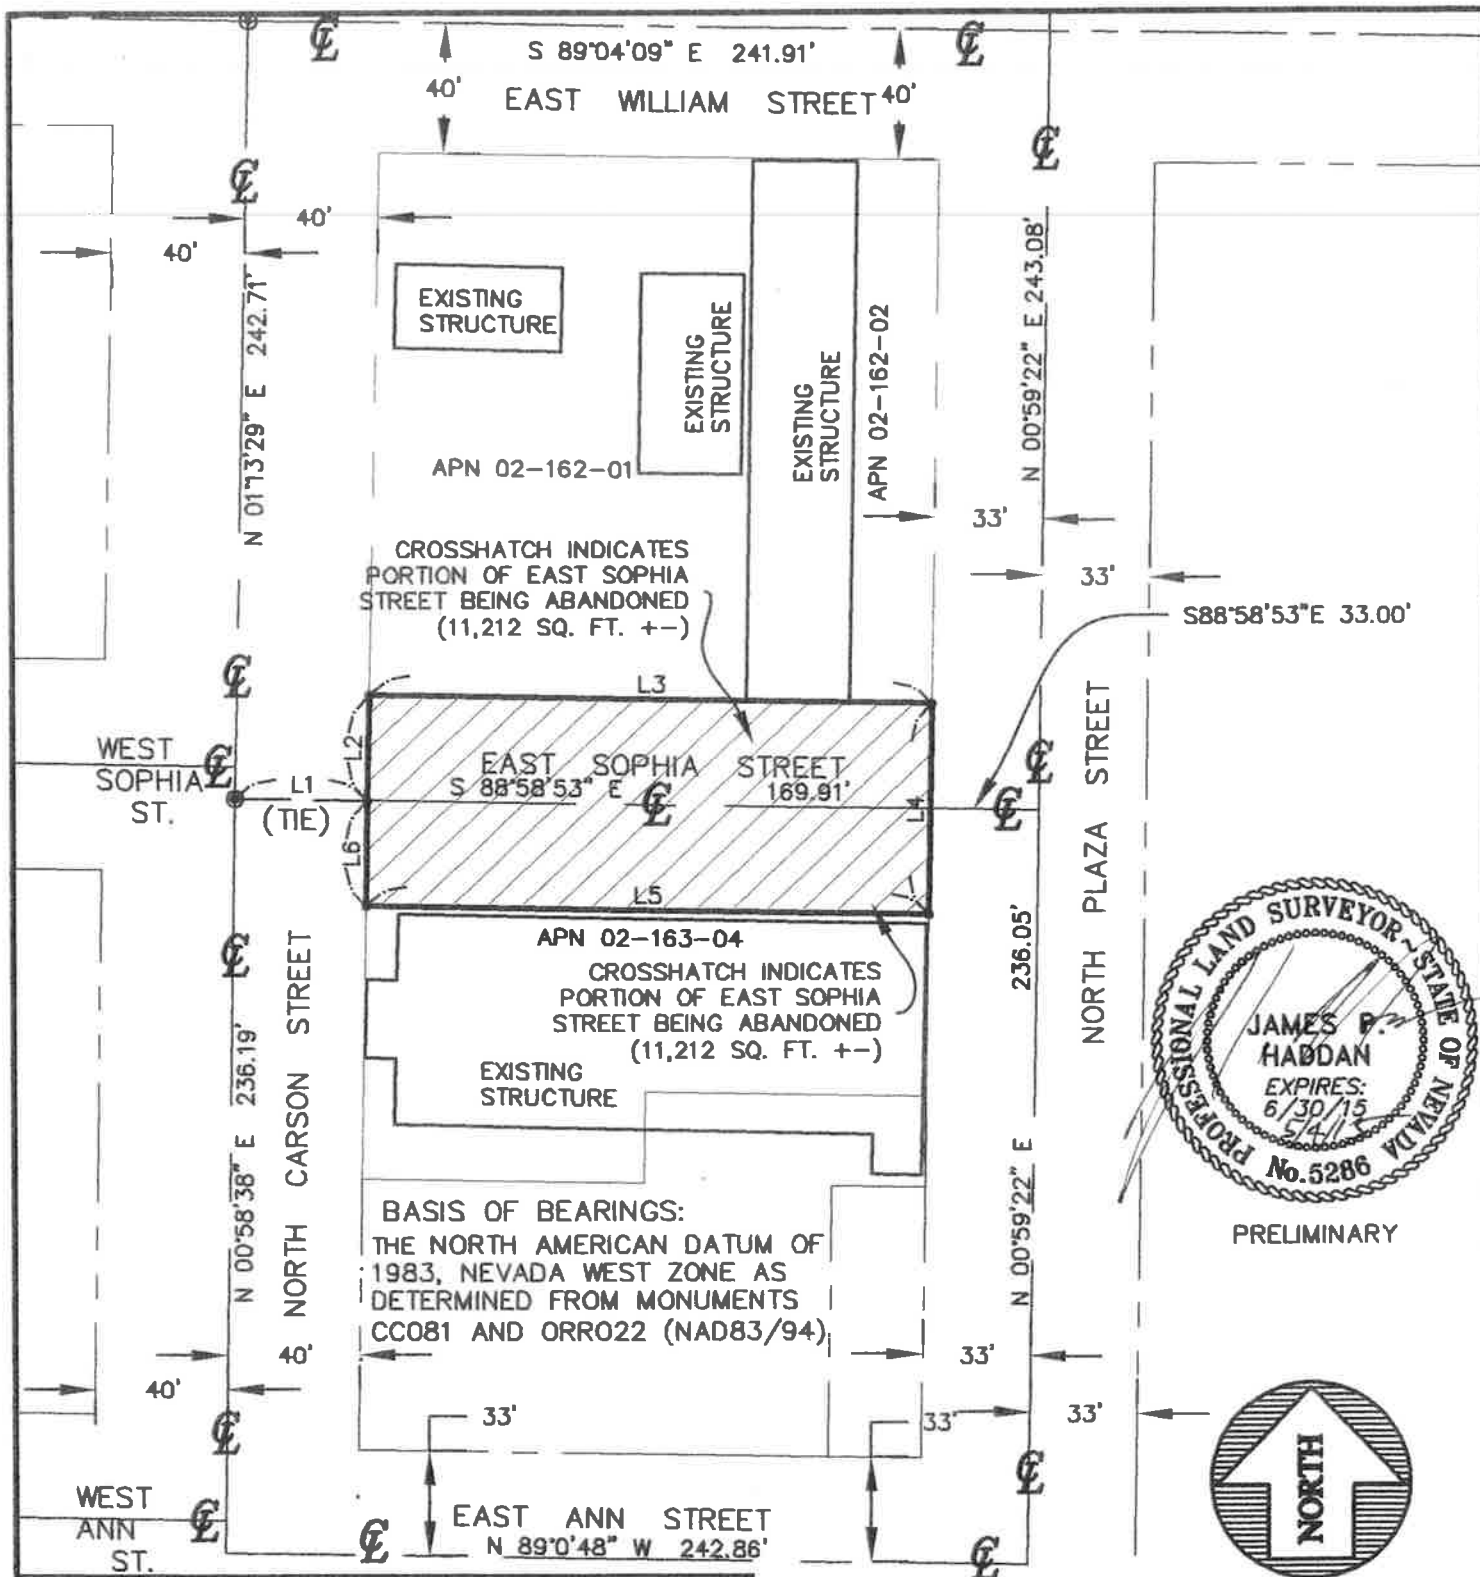 S 89°04'09" E 241.91'
40'
EAST WILLIAM STREET
40'
40'
40'
N 01°13'29" E 242.71'
EXISTING
STRUCTURE
EXISTING
STRUCTURE
EXISTING
STRUCTURE
APN 02-162-02
N 00°59'22" E 243.08'
APN 02-162-01
33'
33'
CROSSHATCH INDICATES
PORTION OF EAST SOPHIA
STREET BEING ABANDONED
(11,212 SQ. FT. +-)
S88°58'53"E 33.00'
L3
WEST
SOPHIA
ST.
L1
(TIE)
L2
EAST SOPHIA STREET
S 88°58'53" E 169.91'
L4
L6
L5
NORTH PLAZA STREET
APN 02-163-04
CROSSHATCH INDICATES
PORTION OF EAST SOPHIA
STREET BEING ABANDONED
(11,212 SQ. FT. +-)
EXISTING
STRUCTURE
N 00°58'38" E 236.19'
NORTH CARSON STREET
N 00°59'22" E 236.05'
PROFESSIONAL LAND SURVEYOR ~ STATE OF NEVADA
JAMES P.
HADDAN
EXPIRES:
6/30/15
No.5286
PRELIMINARY
BASIS OF BEARINGS:
THE NORTH AMERICAN DATUM OF
1983, NEVADA WEST ZONE AS
DETERMINED FROM MONUMENTS
CC081 AND ORRO22 (NAD83/94)
40'
33'
40'
33'
33'
33'
WEST
ANN
ST.
EAST ANN STREET
N 89°0'48" W 242.86'
NORTH